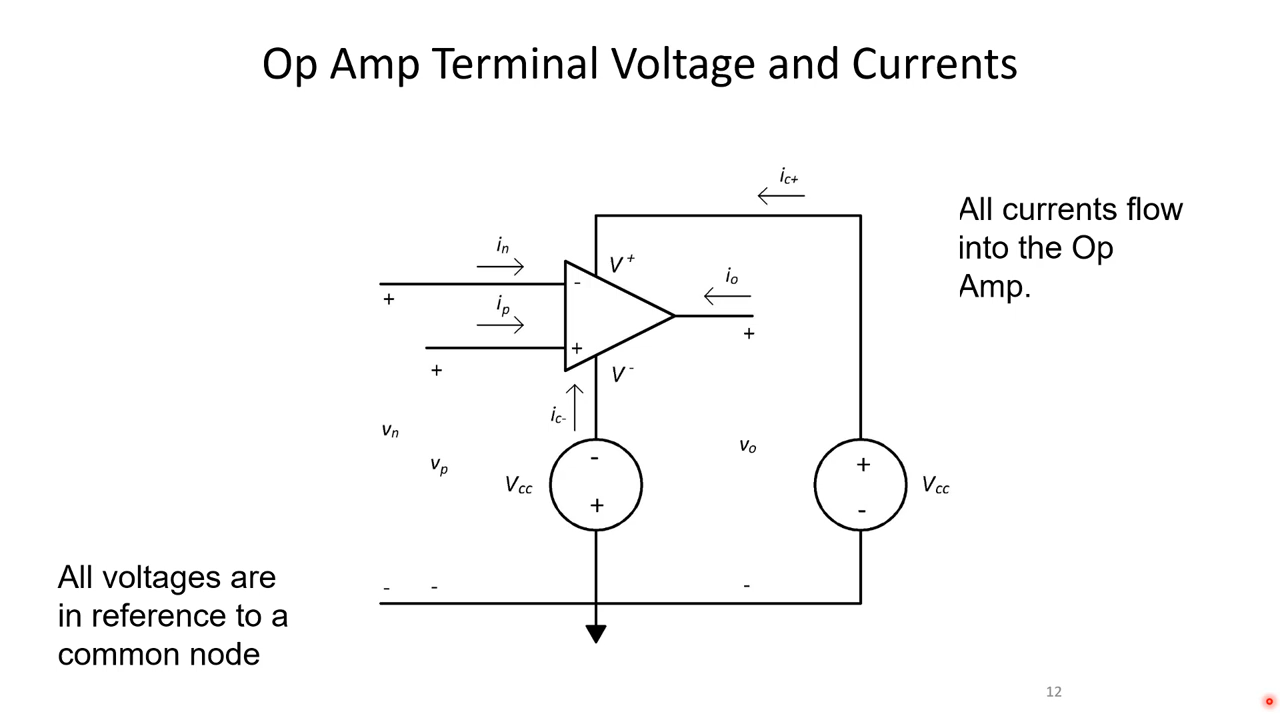 Op Amp Terminal Voltage and Currents
i_c+
All currents flow
into the Op
Amp.
i_n
V^+
i_o
-
+
i_p
+
+
+
V^-
i_c-
v_n
v_o
v_p
-
+
V_cc
V_cc
+
-
All voltages are
in reference to a
common node
-
-
-
12